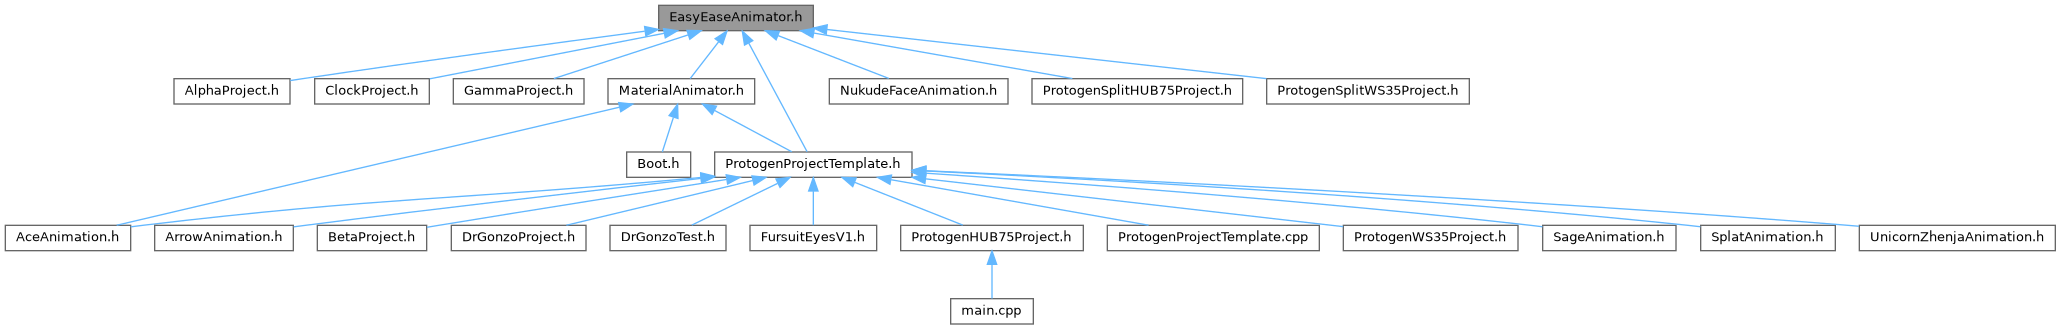 EasyEaseAnimator.h
AlphaProject.h
ClockProject.h
GammaProject.h
MaterialAnimator.h
NukudeFaceAnimation.h
ProtogenSplitHUB75Project.h
ProtogenSplitWS35Project.h
Boot.h
ProtogenProjectTemplate.h
AceAnimation.h
ArrowAnimation.h
BetaProject.h
DrGonzoProject.h
DrGonzoTest.h
FursuitEyesV1.h
ProtogenHUB75Project.h
ProtogenProjectTemplate.cpp
ProtogenWS35Project.h
SageAnimation.h
SplatAnimation.h
UnicornZhenjaAnimation.h
main.cpp